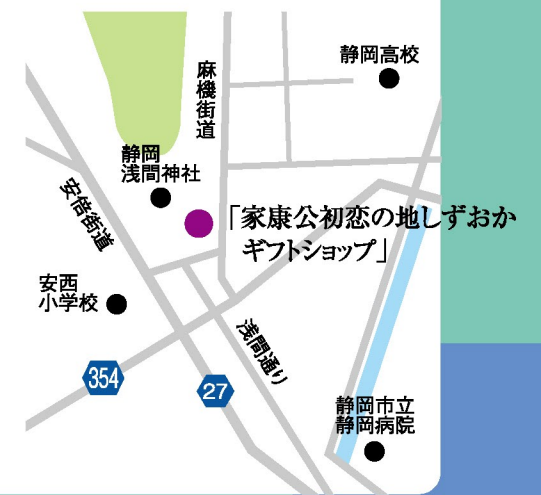 静岡高校
麻機街道
静岡
浅間神社
安倍街道
「家康公初恋の地しずおか
ギフトショップ」
安西
小学校
浅間通り
354
27
静岡市立
静岡病院